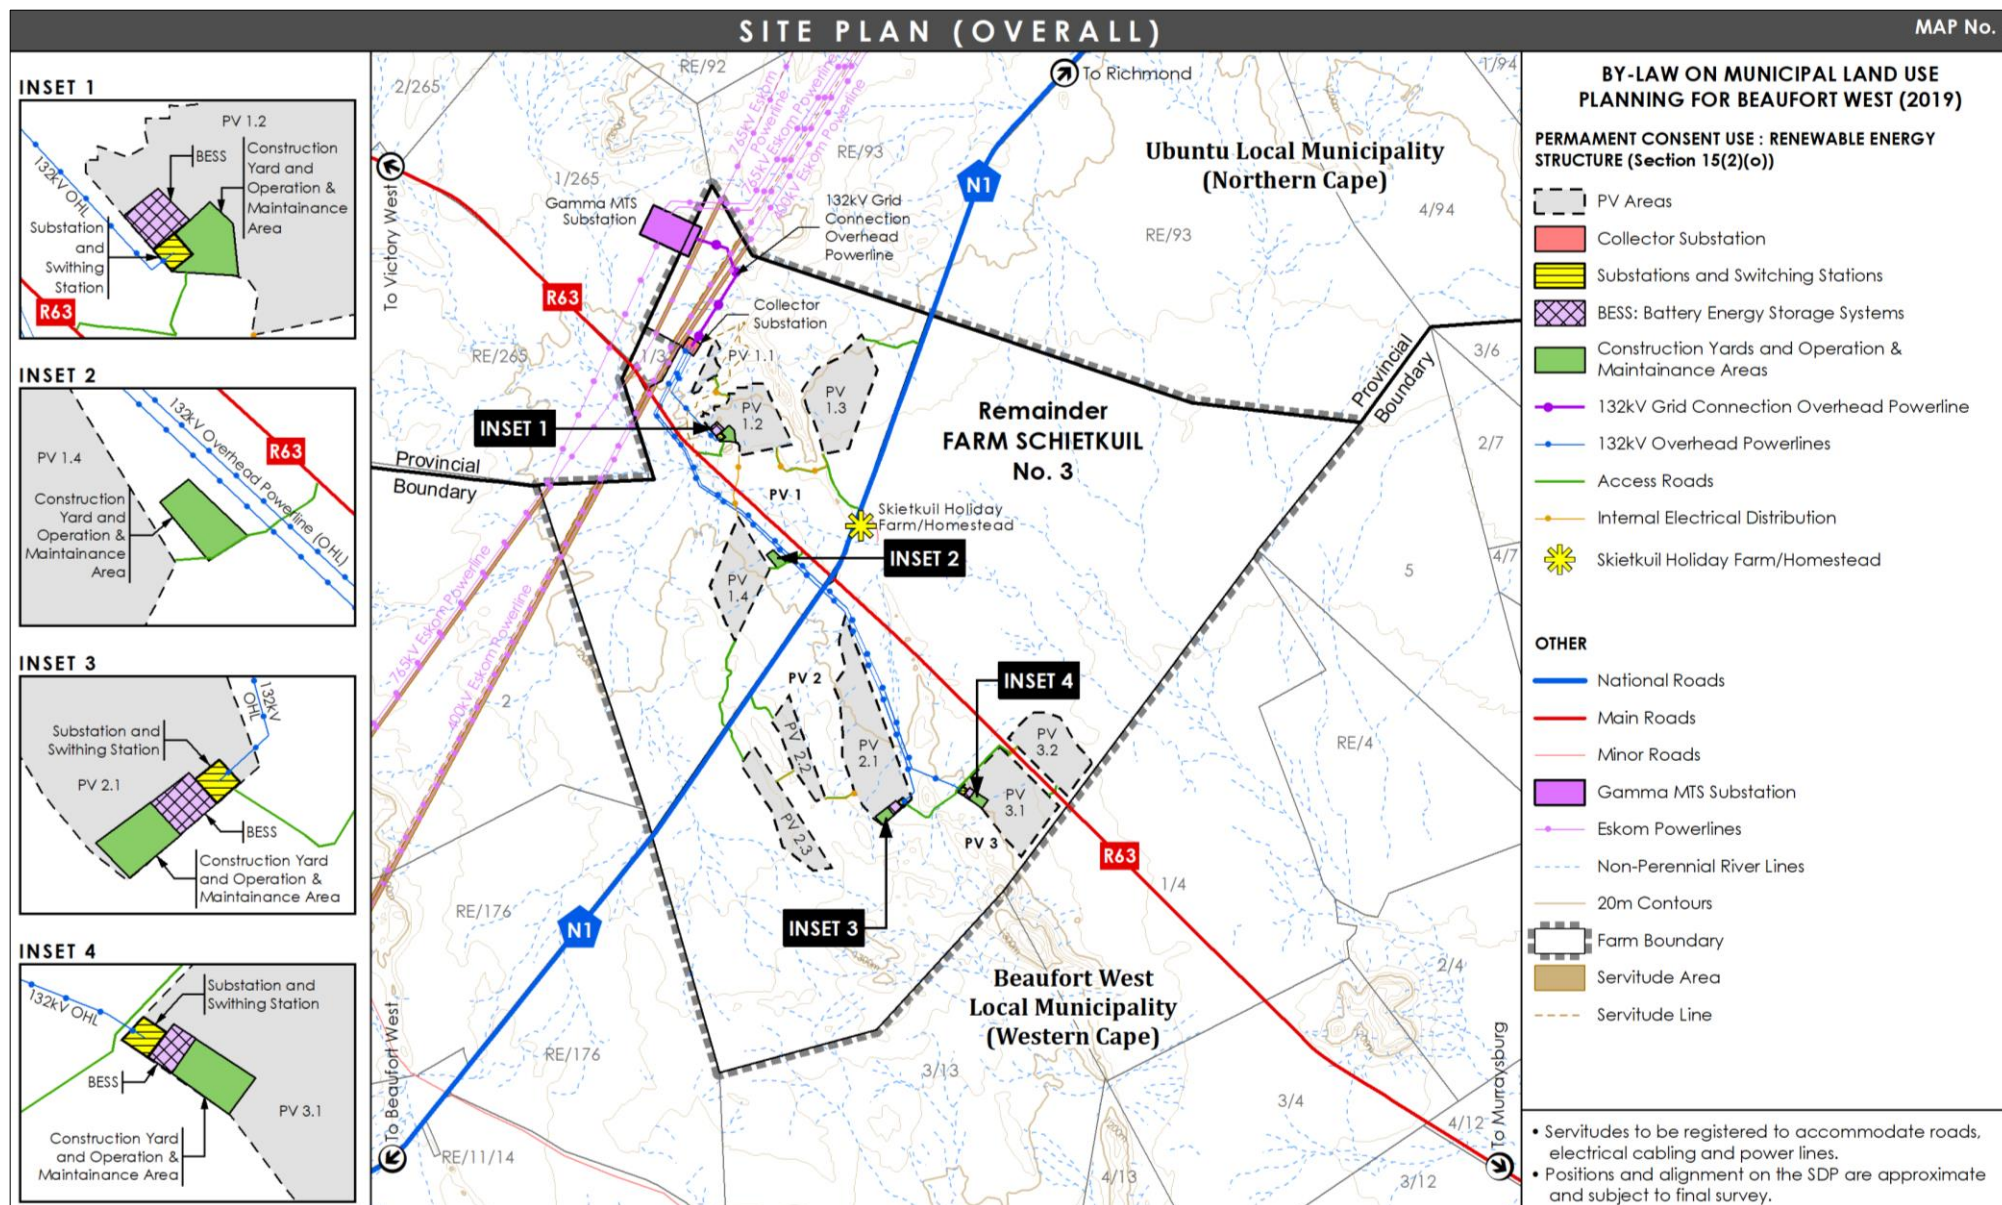 SITE PLAN (OVERALL)
MAP No.
INSET 1
PV 1.2
BESS
Construction
Yard and
Operation &
Maintainance
Area
132kV OHL
Substation
and
Swithing
Station
R63
INSET 2
132kV Overhead Powerline (OHL)
R63
PV 1.4
Construction
Yard and
Operation &
Maintainance
Area
INSET 3
132kV
OHL
Substation and
Swithing Station
PV 2.1
BESS
Construction Yard
and Operation &
Maintainance Area
INSET 4
132kV OHL
Substation and
Swithing Station
BESS
PV 3.1
Construction Yard
and Operation &
Maintainance Area
2/265
RE/92
765kV Eskom
Powerline
765kV Eskom Powerline
400kV Eskom Powerline
To Richmond
1/94
RE/93
Ubuntu Local Municipality
(Northern Cape)
N1
To Victory West
1/265
Gamma MTS
Substation
132kV Grid
Connection
Overhead
Powerline
4/94
RE/93
R63
Collector
Substation
RE/265
1/3
PV 1.1
PV
1.3
PV
1.2
Provincial
Boundary
3/6
INSET 1
Remainder
FARM SCHIETKUIL
No. 3
2/7
Provincial
Boundary
PV 1
Skietkuil Holiday
Farm/Homestead
INSET 2
PV
1.4
5
4/7
765kV Eskom Powerline
400kV Eskom Powerline
2
PV 2
INSET 4
PV
2.1
PV 2.2
PV 2.3
PV
3.2
PV
3.1
PV 3
RE/4
R63
1/4
RE/176
N1
INSET 3
1300m
Beaufort West
Local Municipality
(Western Cape)
2/4
RE/176
3/13
3/4
To Beaufort West
To Murraysburg
4/12
RE/11/14
1200m
4/13
3/12
BY-LAW ON MUNICIPAL LAND USE
PLANNING FOR BEAUFORT WEST (2019)
PERMAMENT CONSENT USE : RENEWABLE ENERGY
STRUCTURE (Section 15(2)(o))
PV Areas
Collector Substation
Substations and Switching Stations
BESS: Battery Energy Storage Systems
Construction Yards and Operation &
Maintainance Areas
132kV Grid Connection Overhead Powerline
132kV Overhead Powerlines
Access Roads
Internal Electrical Distribution
Skietkuil Holiday Farm/Homestead
OTHER
National Roads
Main Roads
Minor Roads
Gamma MTS Substation
Eskom Powerlines
Non-Perennial River Lines
20m Contours
Farm Boundary
Servitude Area
Servitude Line
• Servitudes to be registered to accommodate roads,
electrical cabling and power lines.
• Positions and alignment on the SDP are approximate
and subject to final survey.